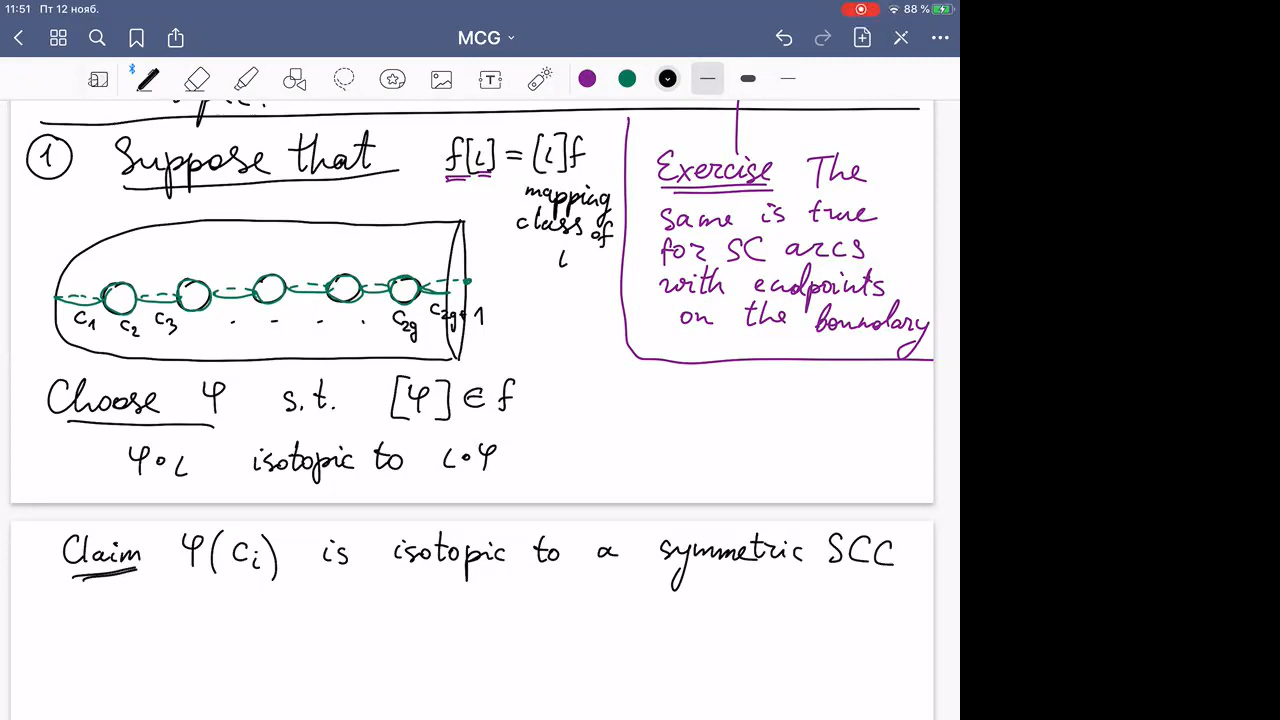 11:51 Пт 12 нояб.
88 %
MCG
① Suppose that f[ι] = [ι]f
mapping
class of
ι
Exercise The
same is true
for SC arcs
with endpoints
on the boundary
c1 c2 c3 . . . . c2g c2g+1
Choose φ s.t. [φ] ∈ f
φ∘ι isotopic to ι∘φ
Claim φ(ci) is isotopic to a symmetric SCC